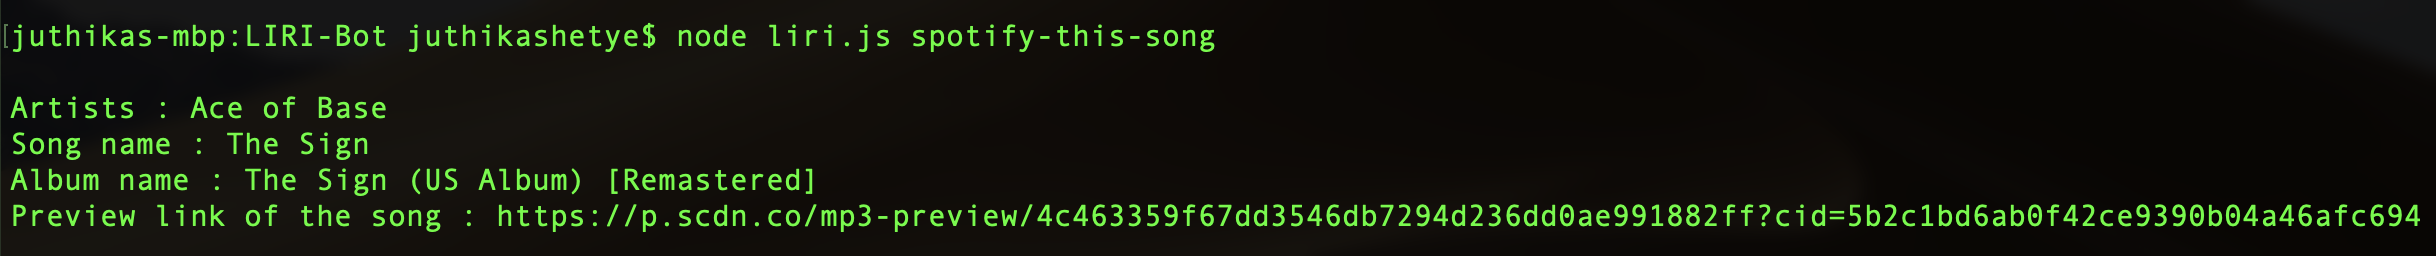 [juthikas-mbp:LIRI-Bot juthikashetye$ node liri.js spotify-this-song
Artists : Ace of Base
Song name : The Sign
Album name : The Sign (US Album) [Remastered]
Preview link of the song : https://p.scdn.co/mp3-preview/4c463359f67dd3546db7294d236dd0ae991882ff?cid=5b2c1bd6ab0f42ce9390b04a46afc694